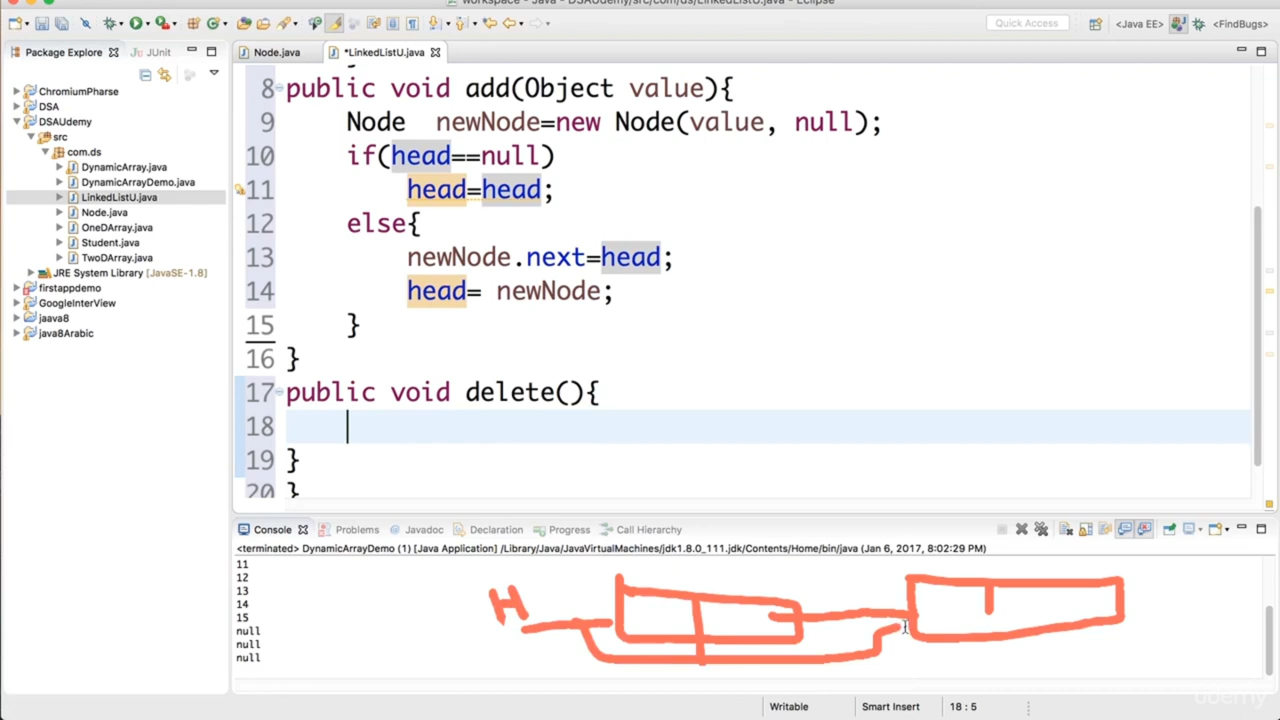 workspace - Java - DSAUdemy/src/com/ds/LinkedListU.java - Eclipse
Quick Access
<Java EE>
<FindBugs>
Package Explore
JUnit
Node.java
*LinkedListU.java
ChromiumPharse
DSA
DSAUdemy
src
com.ds
DynamicArray.java
DynamicArrayDemo.java
LinkedListU.java
Node.java
OneDArray.java
Student.java
TwoDArray.java
JRE System Library [JavaSE-1.8]
firstappdemo
GoogleInterView
jaava8
java8Arabic
8 public void add(Object value){
9 Node newNode=new Node(value, null);
10 if(head==null)
11 head=head;
12 else{
13 newNode.next=head;
14 head= newNode;
15 }
16 }
17 public void delete(){
18
19 }
20 }
Console
Problems
Javadoc
Declaration
Progress
Call Hierarchy
<terminated> DynamicArrayDemo (1) [Java Application] /Library/Java/JavaVirtualMachines/jdk1.8.0_111.jdk/Contents/Home/bin/java (Jan 6, 2017, 8:02:29 PM)
11
12
13
14
15
null
null
null
H
Writable
Smart Insert
18 : 5
udemy